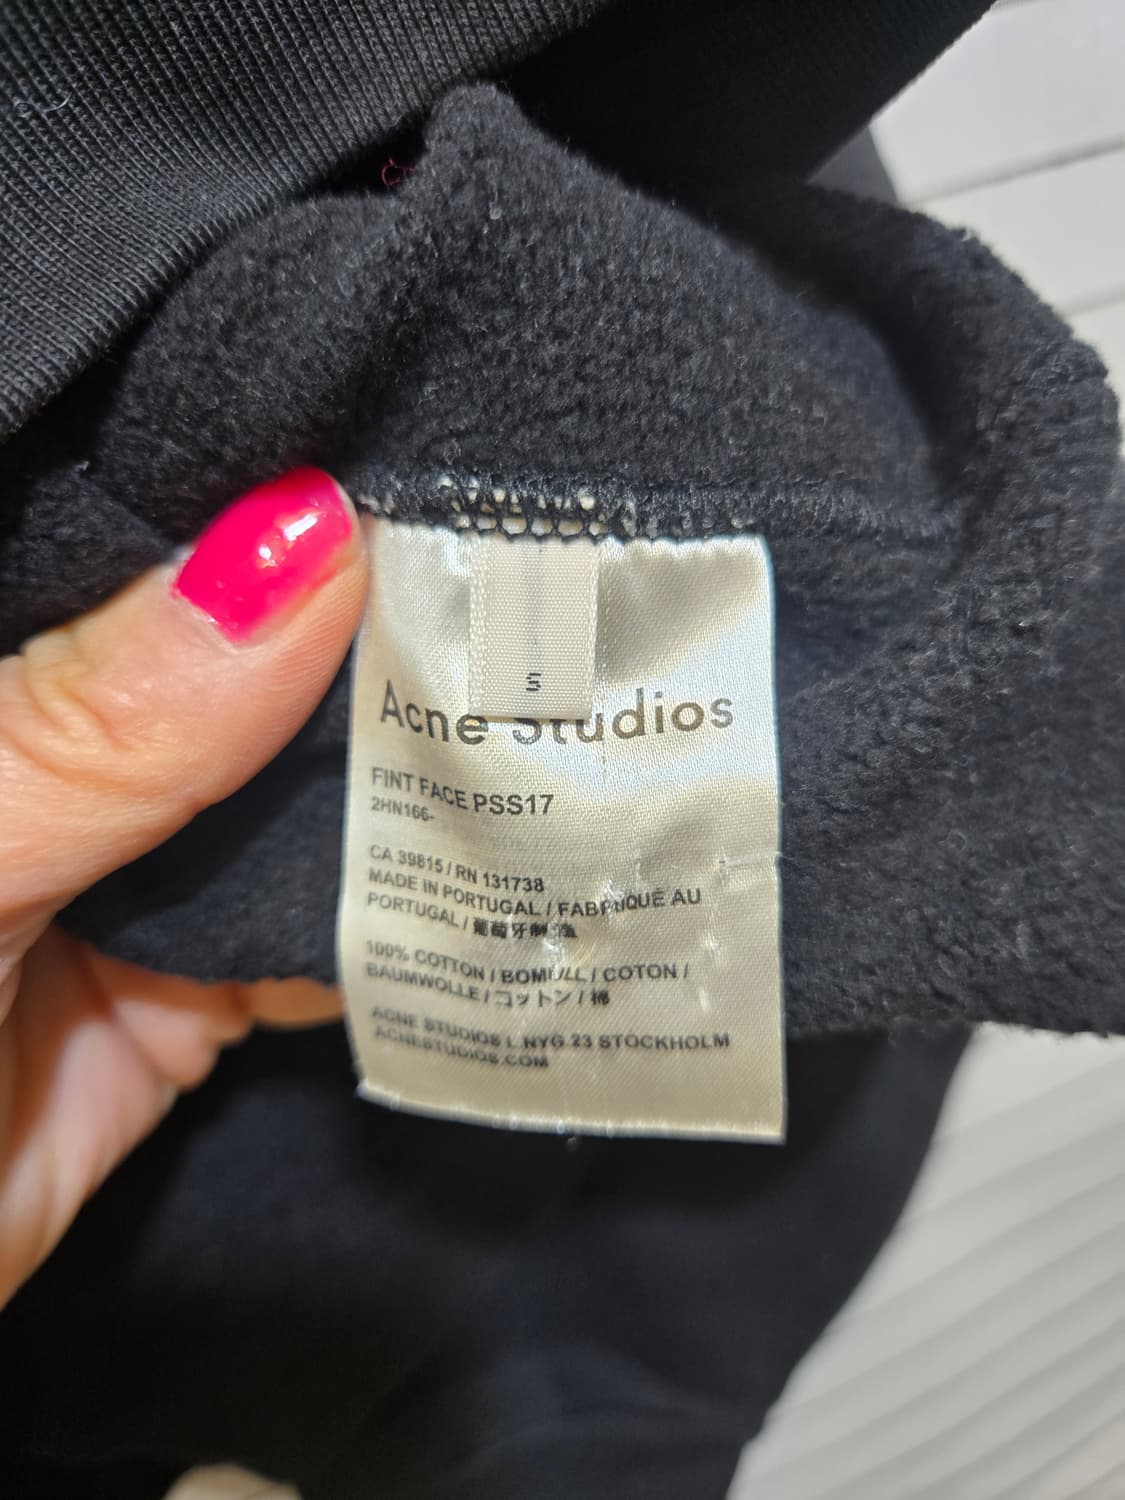 S
Acne Studios
FINT FACE PSS17
2HN166-
CA 39815 / RN 131738
MADE IN PORTUGAL / FABRIQUÉ AU
PORTUGAL / 葡萄牙制造
100% COTTON / BOMULL / COTON /
BAUMWOLLE / コットン / 棉
ACNE STUDIOS L.NYG.23 STOCKHOLM
ACNESTUDIOS.COM